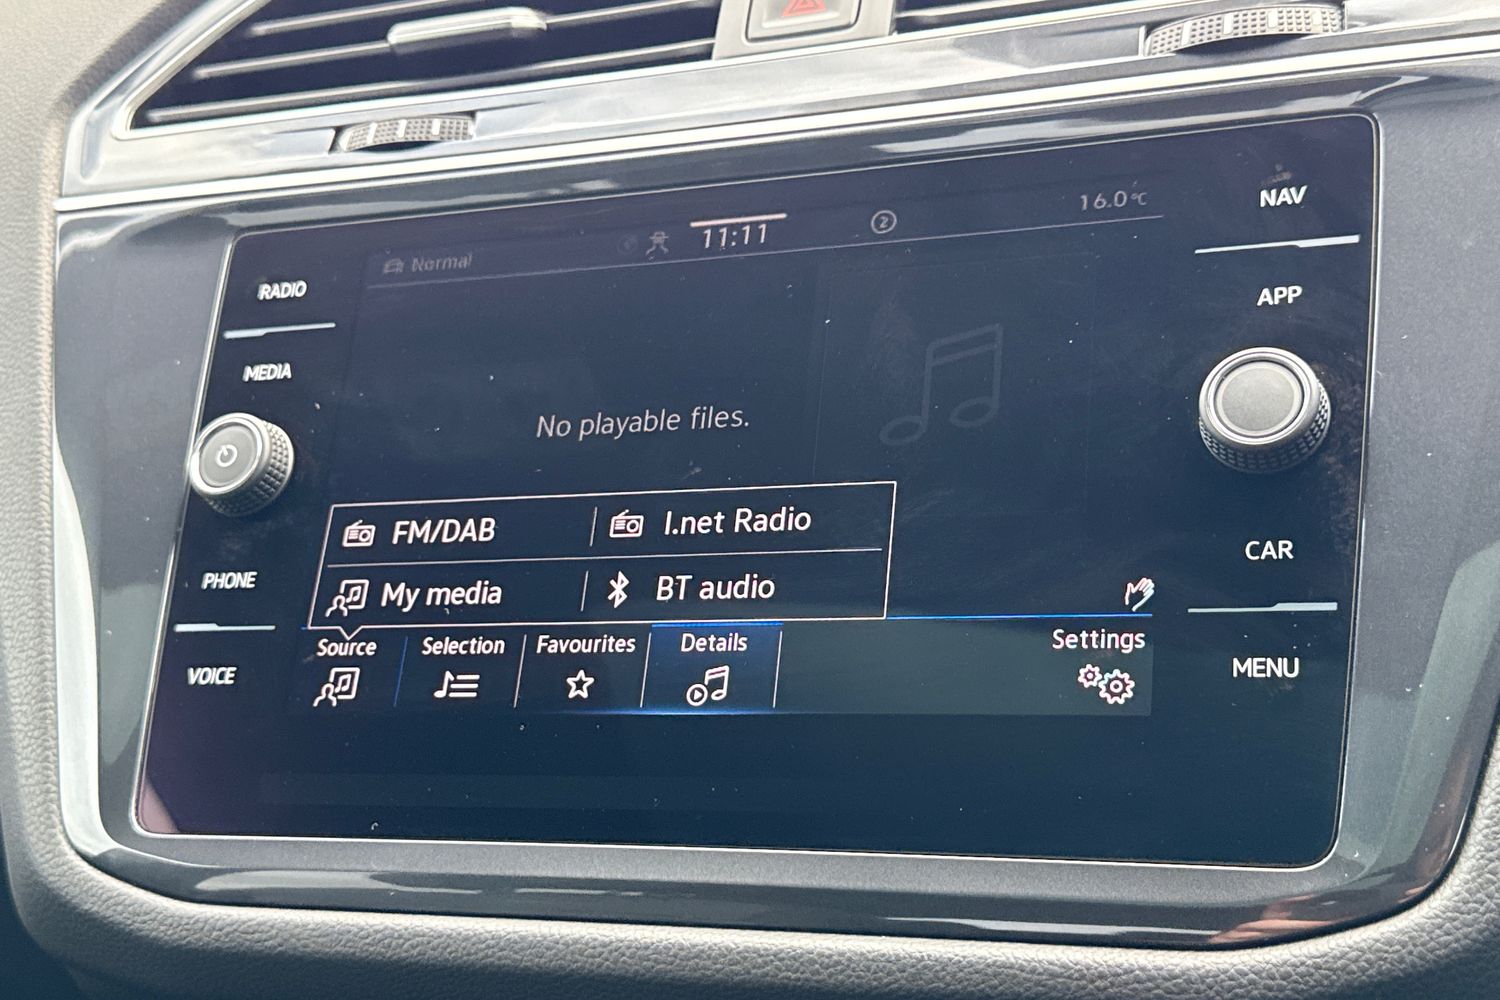 NAV
16.0°C
11:11
2
Normal
RADIO
APP
MEDIA
No playable files.
FM/DAB
I.net Radio
CAR
PHONE
My media
BT audio
Source
Selection
Favourites
Details
Settings
VOICE
MENU